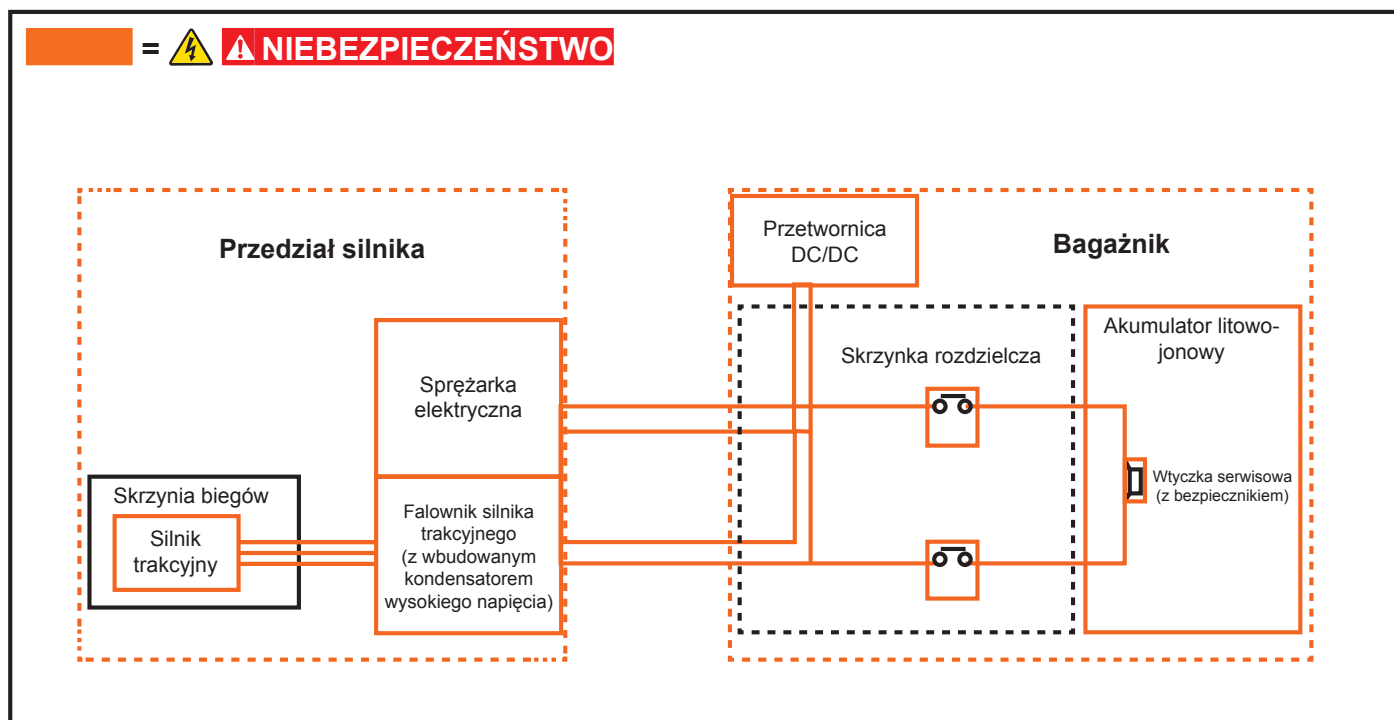 = NIEBEZPIECZEŃSTWO
Przedział silnika
Bagażnik
Przetwornica
DC/DC
Skrzynka rozdzielcza
Akumulator litowo-
jonowy
Sprężarka
elektryczna
Skrzynia biegów
Silnik
trakcyjny
Falownik silnika
trakcyjnego
(z wbudowanym
kondensatorem
wysokiego napięcia)
Wtyczka serwisowa
(z bezpiecznikiem)